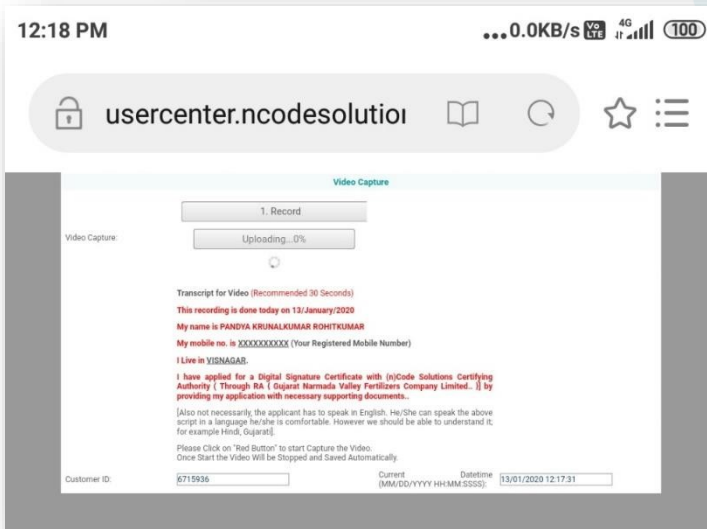 12:18 PM
...0.0KB/s Vo LTE 4G 100
usercenter.ncodesolution
Video Capture
1. Record
Video Capture:
Uploading...0%
Transcript for Video (Recommended 30 Seconds)
This recording is done today on 13/January/2020
My name is PANDYA KRUNALKUMAR ROHITKUMAR
My mobile no. is XXXXXXXXXX (Your Registered Mobile Number)
I Live in VISNAGAR.
I have applied for a Digital Signature Certificate with (n)Code Solutions Certifying
Authority ( Through RA { Gujarat Narmada Valley Fertilizers Company Limited.. )] by
providing my application with necessary supporting documents..
[Also not necessarily, the applicant has to speak in English. He/She can speak the above
script in a language he/she is comfortable. However we should be able to understand it;
for example Hindi, Gujarati].
Please Click on "Red Button" to start Capture the Video.
Once Start the Video Will be Stopped and Saved Automatically.
Customer ID:
6715936
Current Datetime
(MM/DD/YYYY HH:MM:SSSS):
13/01/2020 12:17:31